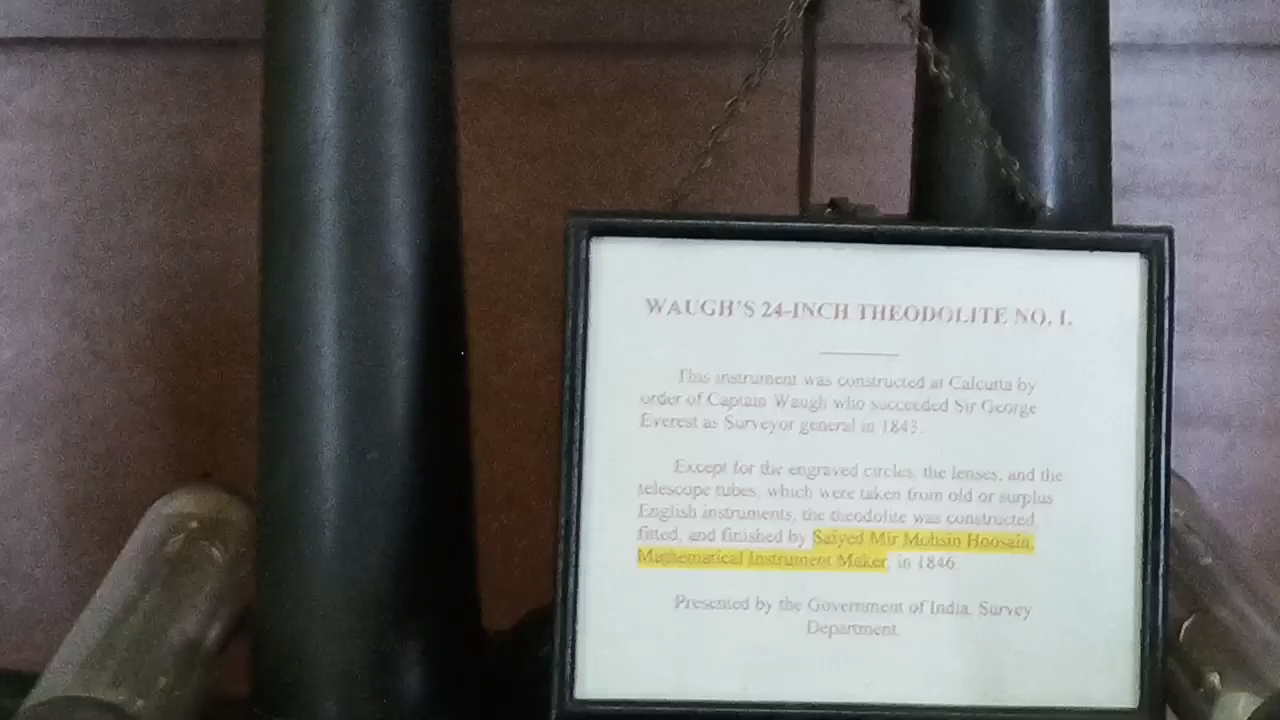 WAUGH'S 24-INCH THEODOLITE NO. 1.
This instrument was constructed at Calcutta by
order of Captain Waugh who succeeded Sir George
Everest as Surveyor general in 1843.
Except for the engraved circles, the lenses, and the
telescope tubes, which were taken from old or surplus
English instruments, the theodolite was constructed,
fitted, and finished by Saiyed Mir Mohsin Hoosain,
Mathematical Instrument Maker, in 1846.
Presented by the Government of India. Survey
Department.